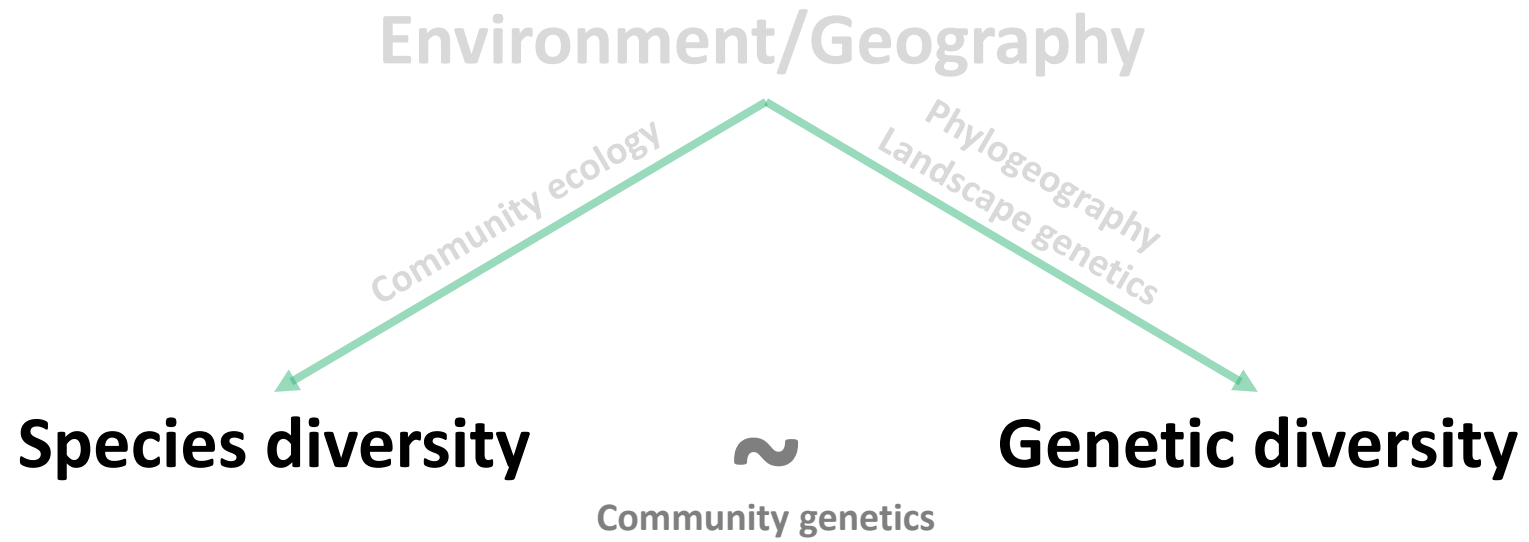 Environment/Geography
Community ecology
Phylogeography
Landscape genetics
Species diversity
~
Genetic diversity
Community genetics